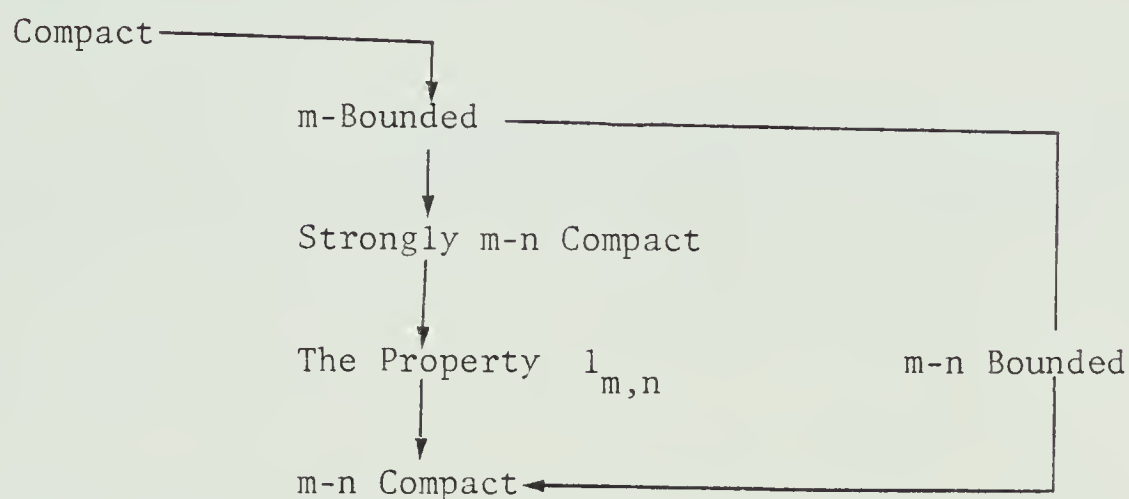 Compact
m-Bounded
Strongly m-n Compact
The Property 1m,n
m-n Bounded
m-n Compact